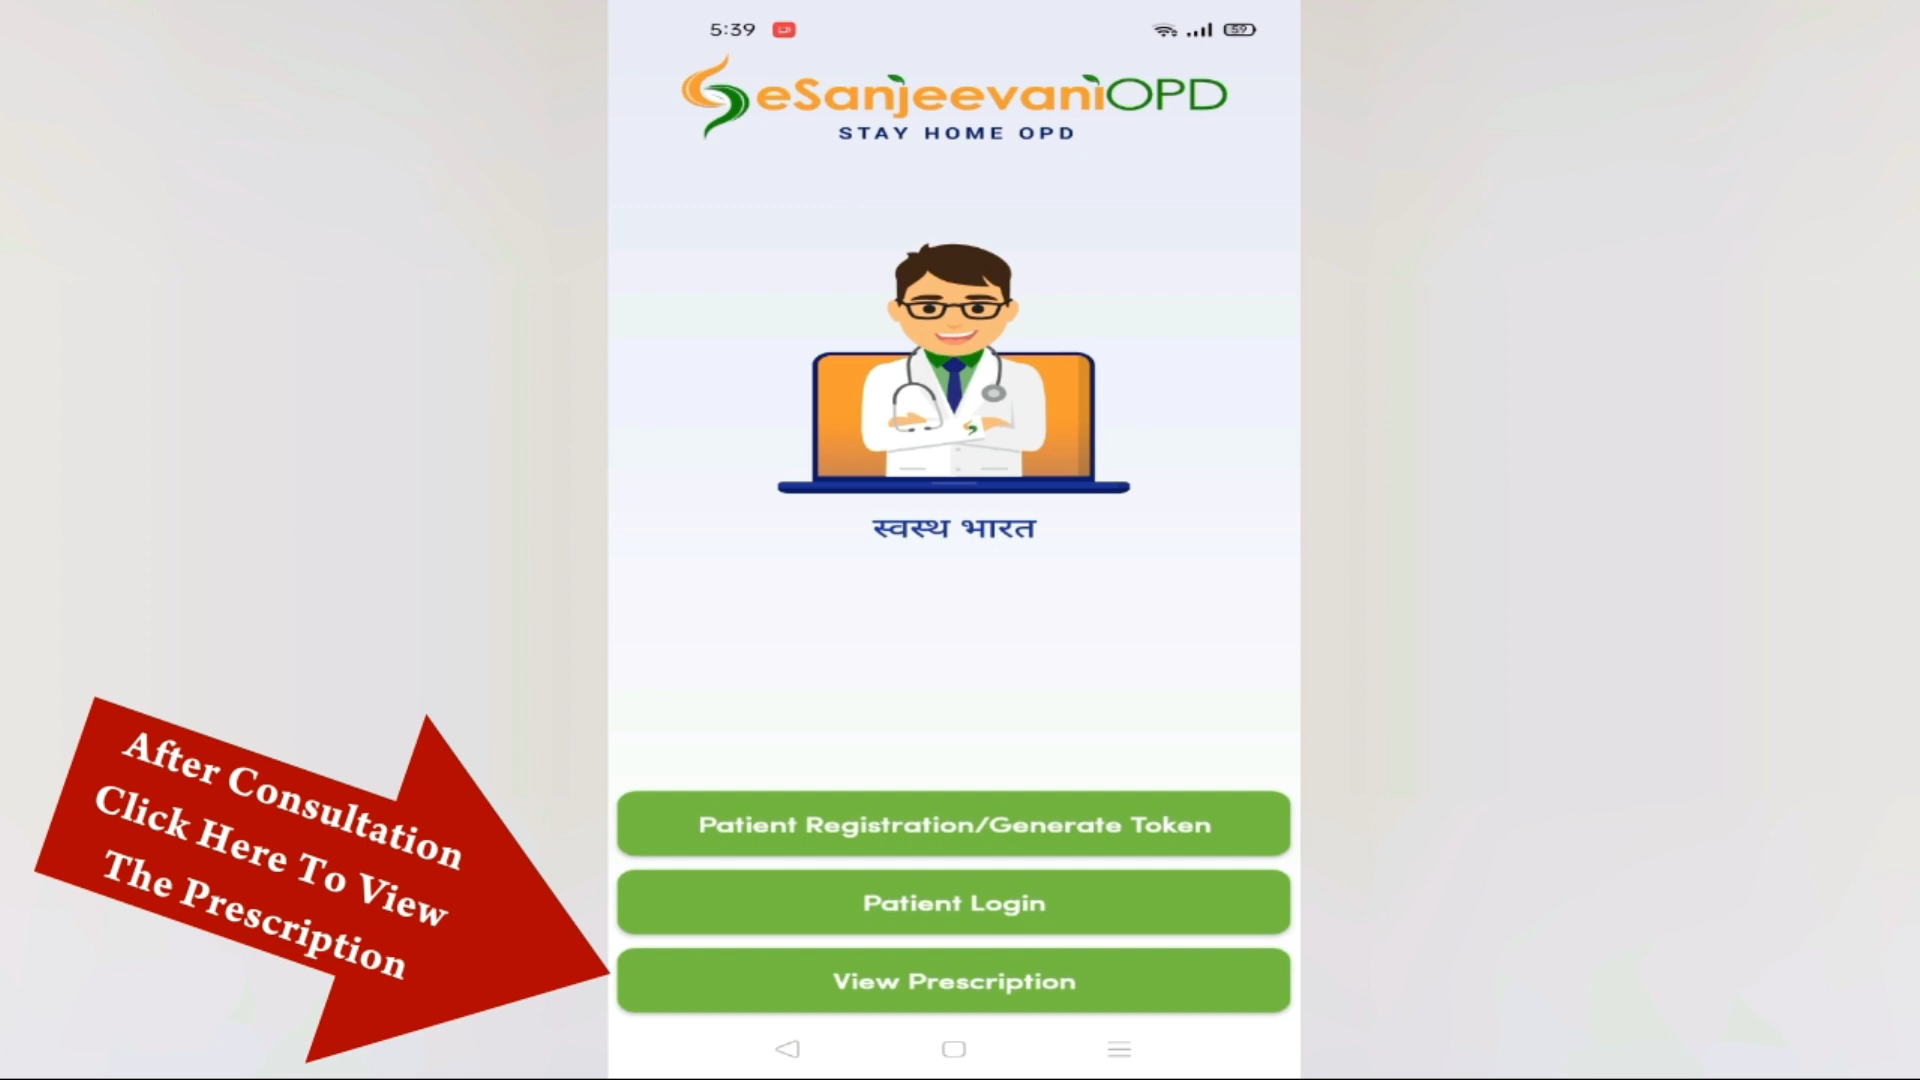 5:39
59
eSanjeevaniOPD
STAY HOME OPD
स्वस्थ भारत
Patient Registration/Generate Token
Patient Login
View Prescription
After Consultation
Click Here To View
The Prescription